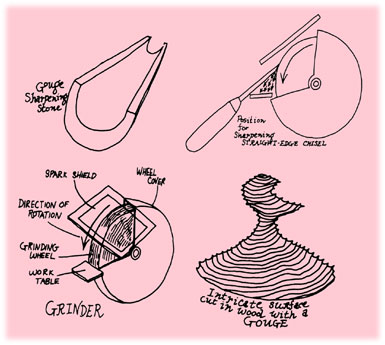 Gouge
Sharpening
Stone
Position
for
Sharpening
STRAIGHT-EDGE CHISEL
SPARK SHIELD
WHEEL
COVER
DIRECTION OF
ROTATION
GRINDING
WHEEL
WORK
TABLE
GRINDER
Intricate surface
cut in wood with a
GOUGE